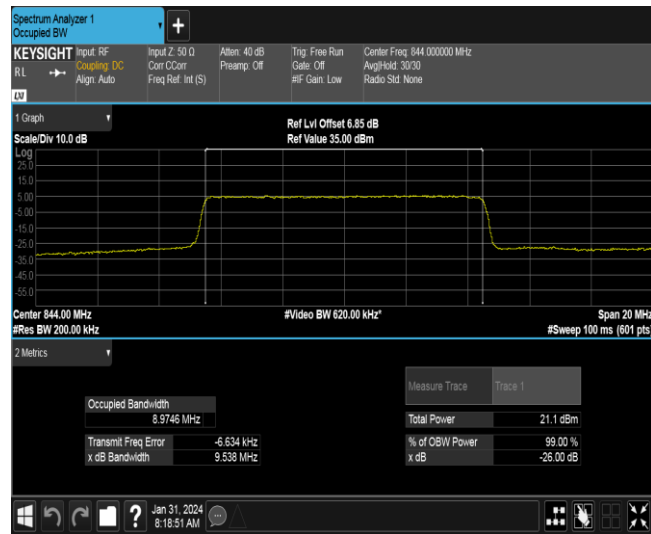 Spectrum Analyzer 1
Occupied BW
+
KEYSIGHT Input: RF Input Z: 50 Ω Atten: 40 dB Trig: Free Run Center Freq: 844.000000 MHz
RL Coupling: DC Corr CCorr Preamp: Off Gate: Off Avg|Hold: 30/30
Align: Auto Freq Ref: Int (S) #IF Gain: Low Radio Std: None
LXI
1 Graph
Ref Lvl Offset 6.85 dB
Scale/Div 10.0 dB Ref Value 35.00 dBm
Log
25.0
15.0
5.00
-5.00
-15.0
-25.0
-35.0
-45.0
-55.0
Center 844.00 MHz #Video BW 620.00 kHz* Span 20 MHz
#Res BW 200.00 kHz #Sweep 100 ms (601 pts)
2 Metrics
Measure Trace Trace 1
Occupied Bandwidth
8.9746 MHz Total Power 21.1 dBm
Transmit Freq Error -6.634 kHz % of OBW Power 99.00 %
x dB Bandwidth 9.538 MHz x dB -26.00 dB
? Jan 31, 2024
8:18:51 AM